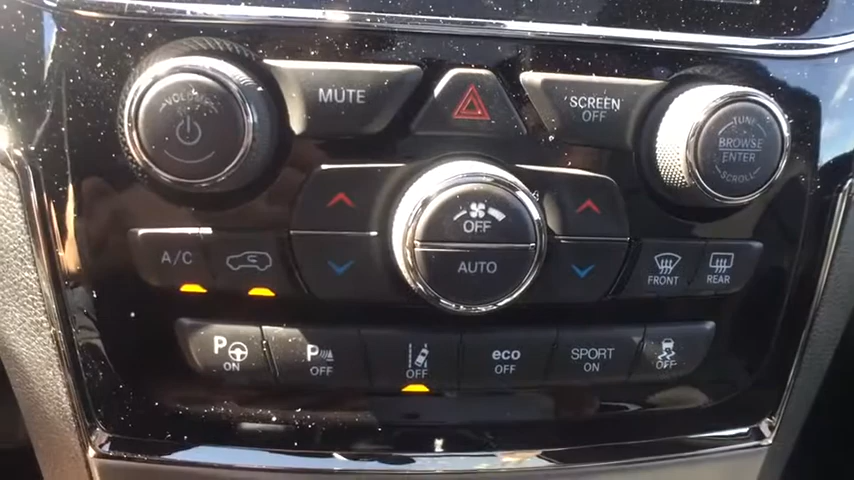 VOLUME
MUTE
SCREEN
OFF
TUNE
BROWSE
ENTER
SCROLL
OFF
AUTO
A/C
FRONT
REAR
P
ON
P
OFF
OFF
eco
OFF
SPORT
ON
OFF